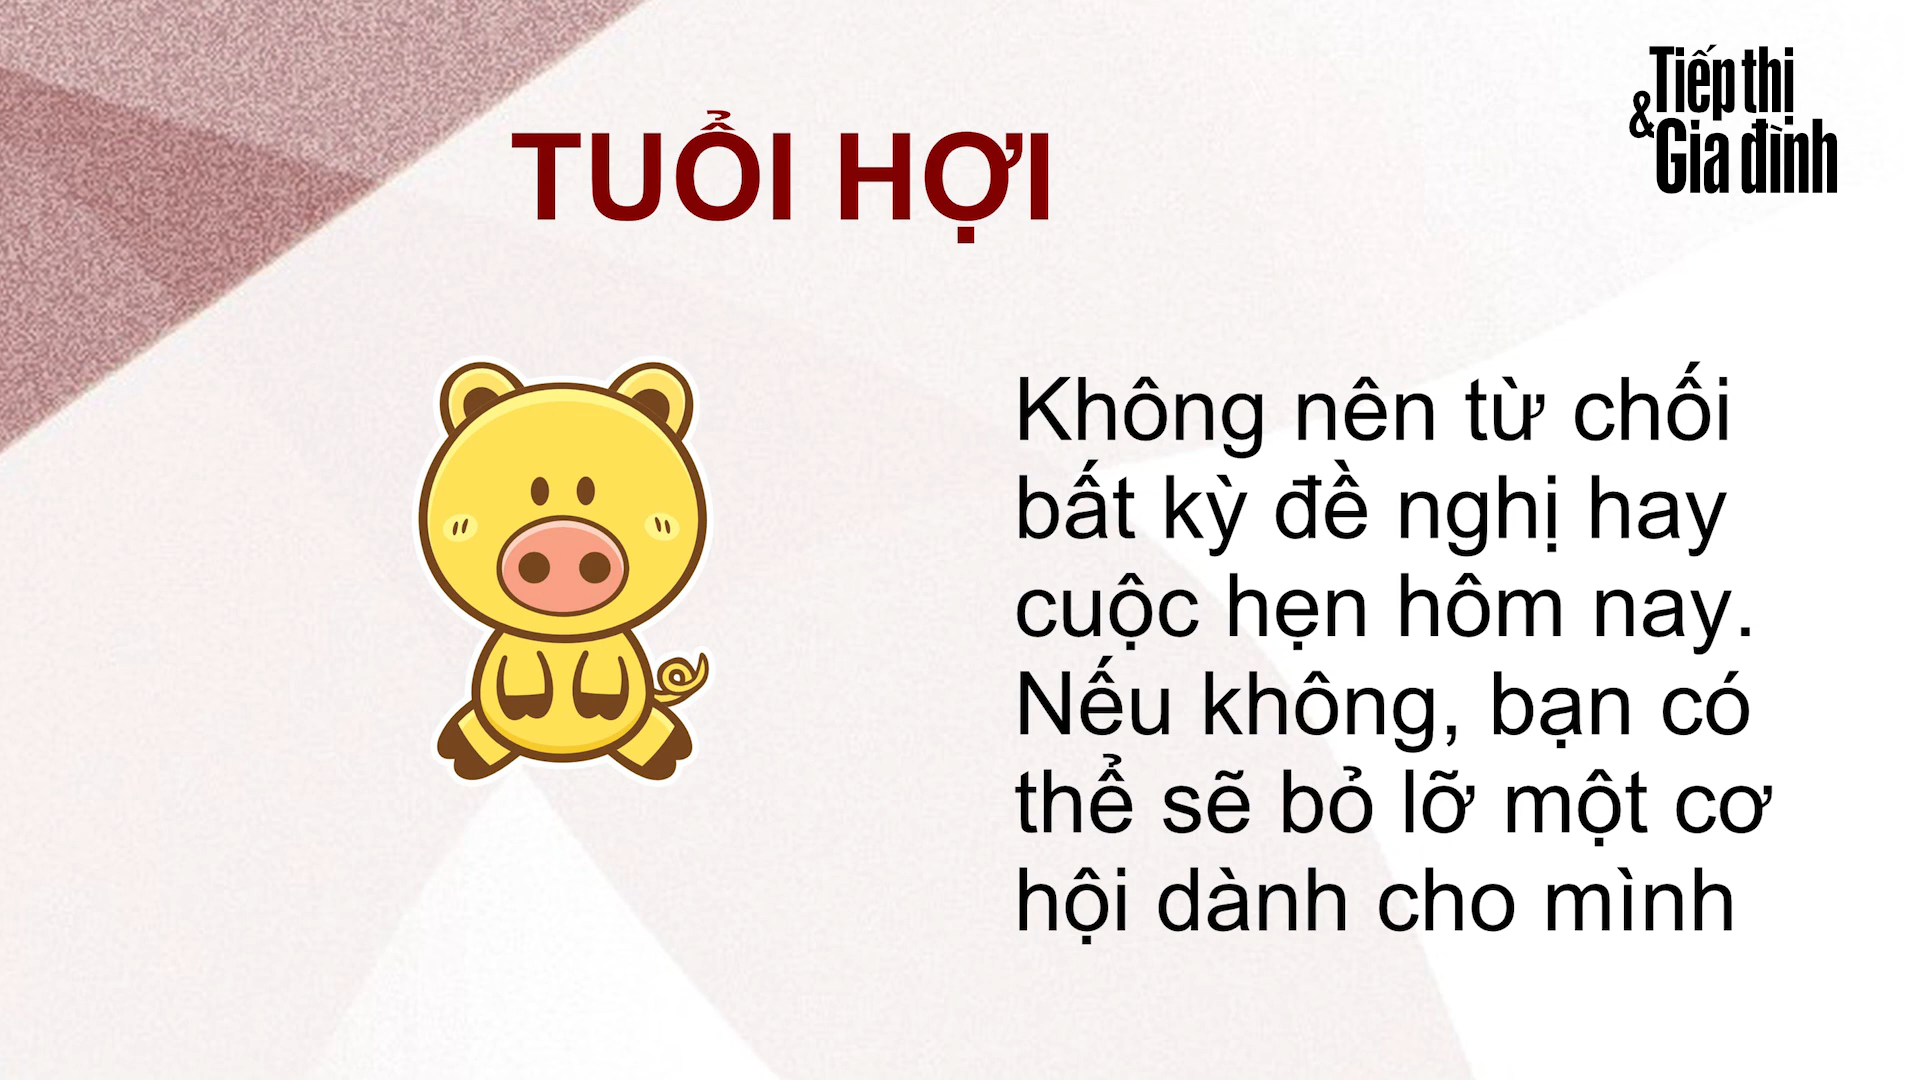 Tiếp thị
& Gia đình
TUỔI HỢI
Không nên từ chối
bất kỳ đề nghị hay
cuộc hẹn hôm nay.
Nếu không, bạn có
thể sẽ bỏ lỡ một cơ
hội dành cho mình